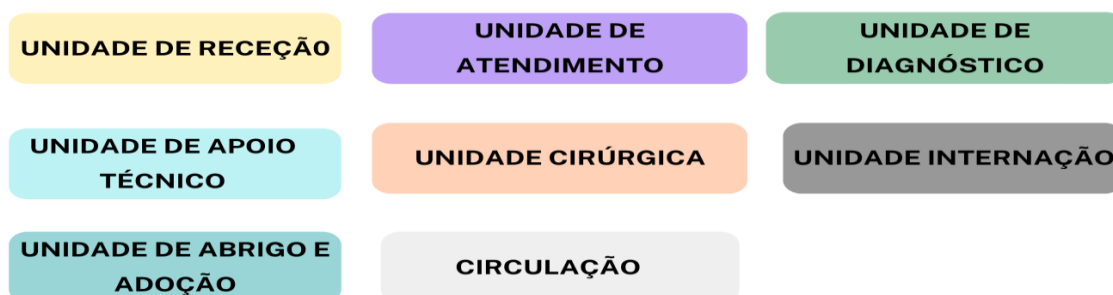 UNIDADE DE RECEÇÃ0
UNIDADE DE
ATENDIMENTO
UNIDADE DE
DIAGNÓSTICO
UNIDADE DE APOIO
TÉCNICO
UNIDADE CIRÚRGICA
UNIDADE INTERNAÇÃO
UNIDADE DE ABRIGO E
ADOÇÃO
CIRCULAÇÃO